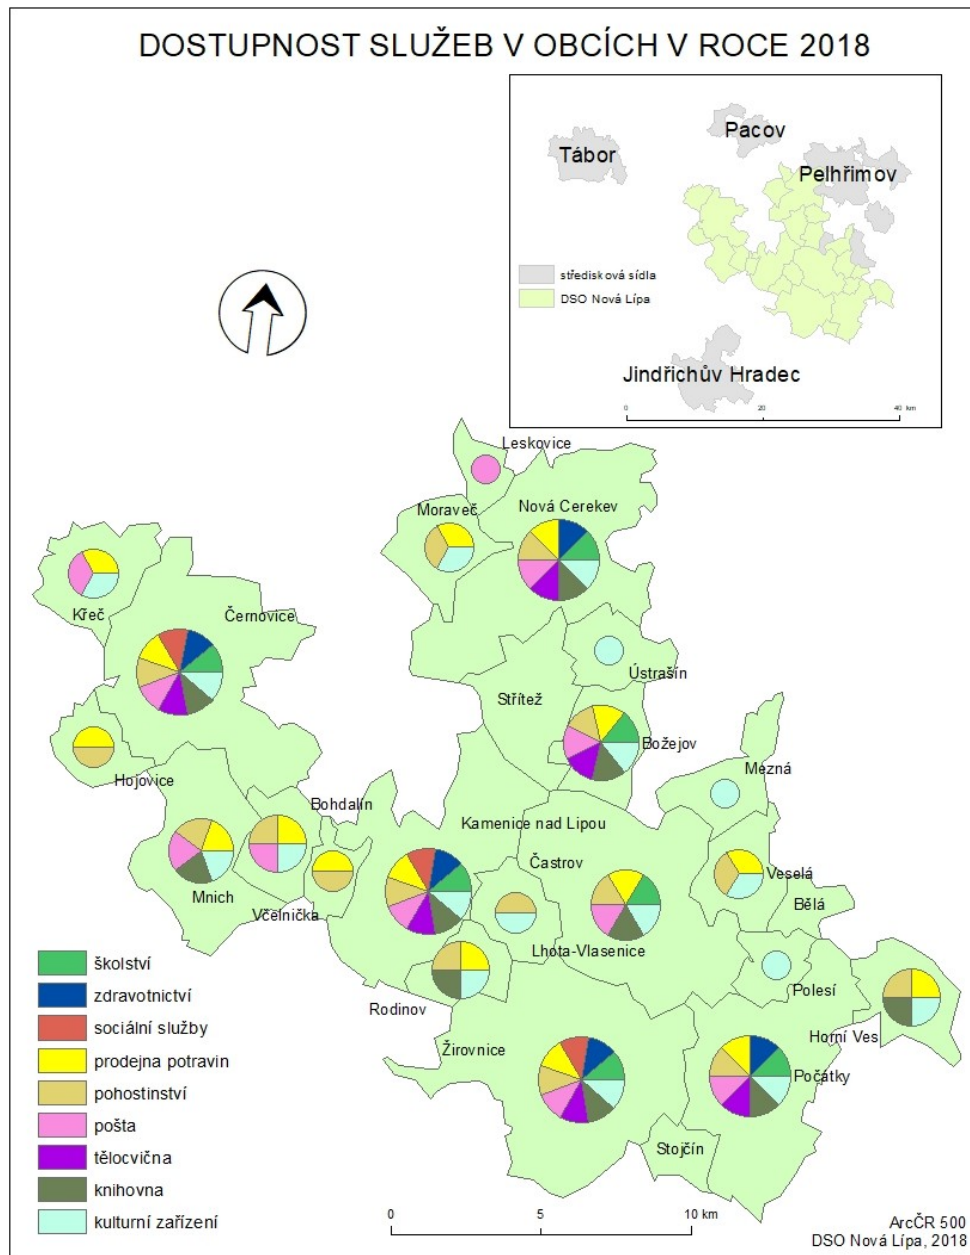 DOSTUPNOST SLUŽEB V OBCÍCH V ROCE 2018
Pacov
Tábor
Pelhřimov
středisková sídla
DSO Nová Lípa
Jindřichův Hradec
0 20 40 km
Leskovice
Moraveč
Nová Cerekev
Křeč
Černovice
Ústrašín
Střítež
Božejov
Mezná
Hojovice
Bohdalín
Kamenice nad Lipou
Častrov
Veselá
Mnich
Včelnička
Bělá
Lhota-Vlasenice
Polesí
Rodinov
Horní Ves
Žirovnice
Počátky
Stojčín
školství
zdravotnictví
sociální služby
prodejna potravin
pohostinství
pošta
tělocvična
knihovna
kulturní zařízení
0 5 10 km
ArcČR 500
DSO Nová Lípa, 2018